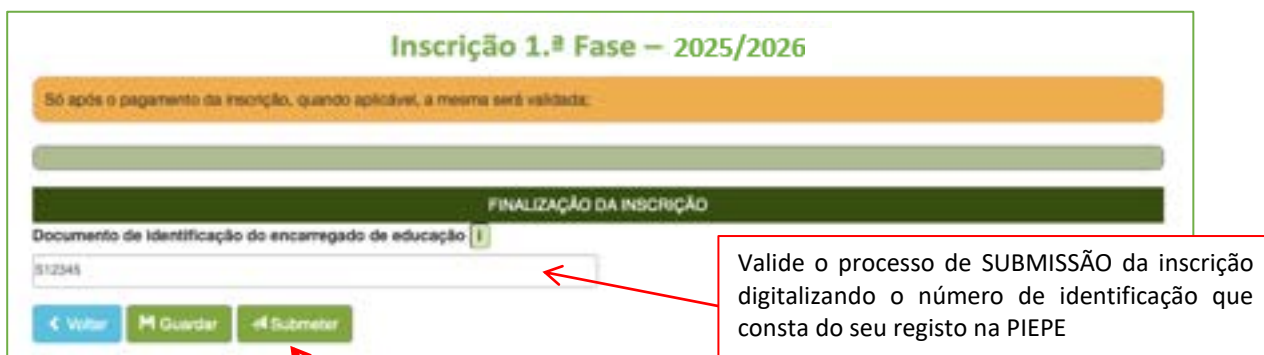 Inscrição 1.ª Fase – 2025/2026
Só após o pagamento da inscrição, quando aplicável, a mesma será validada;
FINALIZAÇÃO DA INSCRIÇÃO
Documento de identificação do encarregado de educação i
S12345
Valide o processo de SUBMISSÃO da inscrição
digitalizando o número de identificação que
consta do seu registo na PIEPE
Voltar Guardar Submeter